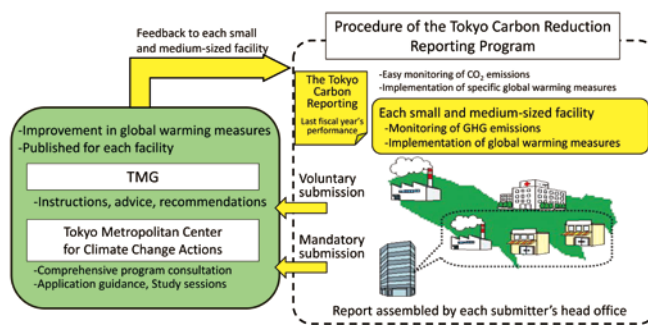 Feedback to each small
and medium-sized facility
Procedure of the Tokyo Carbon Reduction
Reporting Program
The Tokyo
Carbon
Reporting
Last fiscal year's
performance
-Easy monitoring of CO₂ emissions
-Implementation of specific global warming measures
Each small and medium-sized facility
-Monitoring of GHG emissions
-Implementation of global warming measures
-Improvement in global warming measures
-Published for each facility
TMG
-Instructions, advice, recommendations
Tokyo Metropolitan Center
for Climate Change Actions
-Comprehensive program consultation
-Application guidance, Study sessions
Voluntary
submission
Mandatory
submission
Report assembled by each submitter's head office